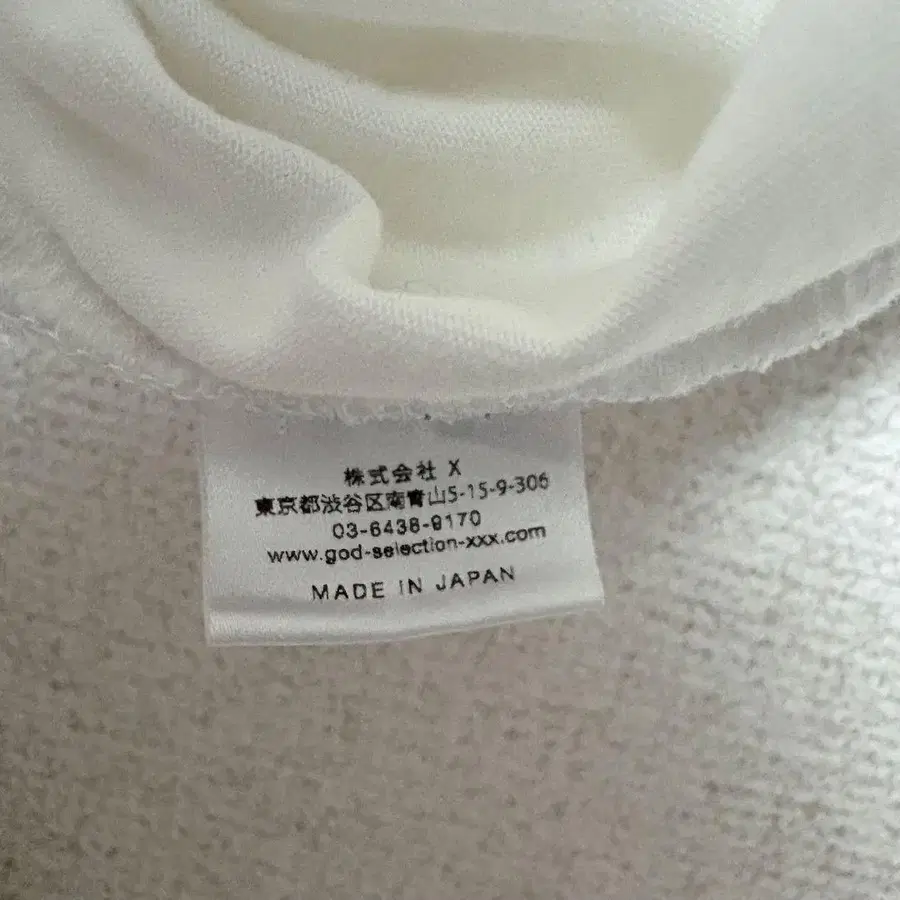 株式会社 X
東京都渋谷区南青山5-15-9-306
03-6438-9170
www.god-selection-xxx.com
MADE IN JAPAN